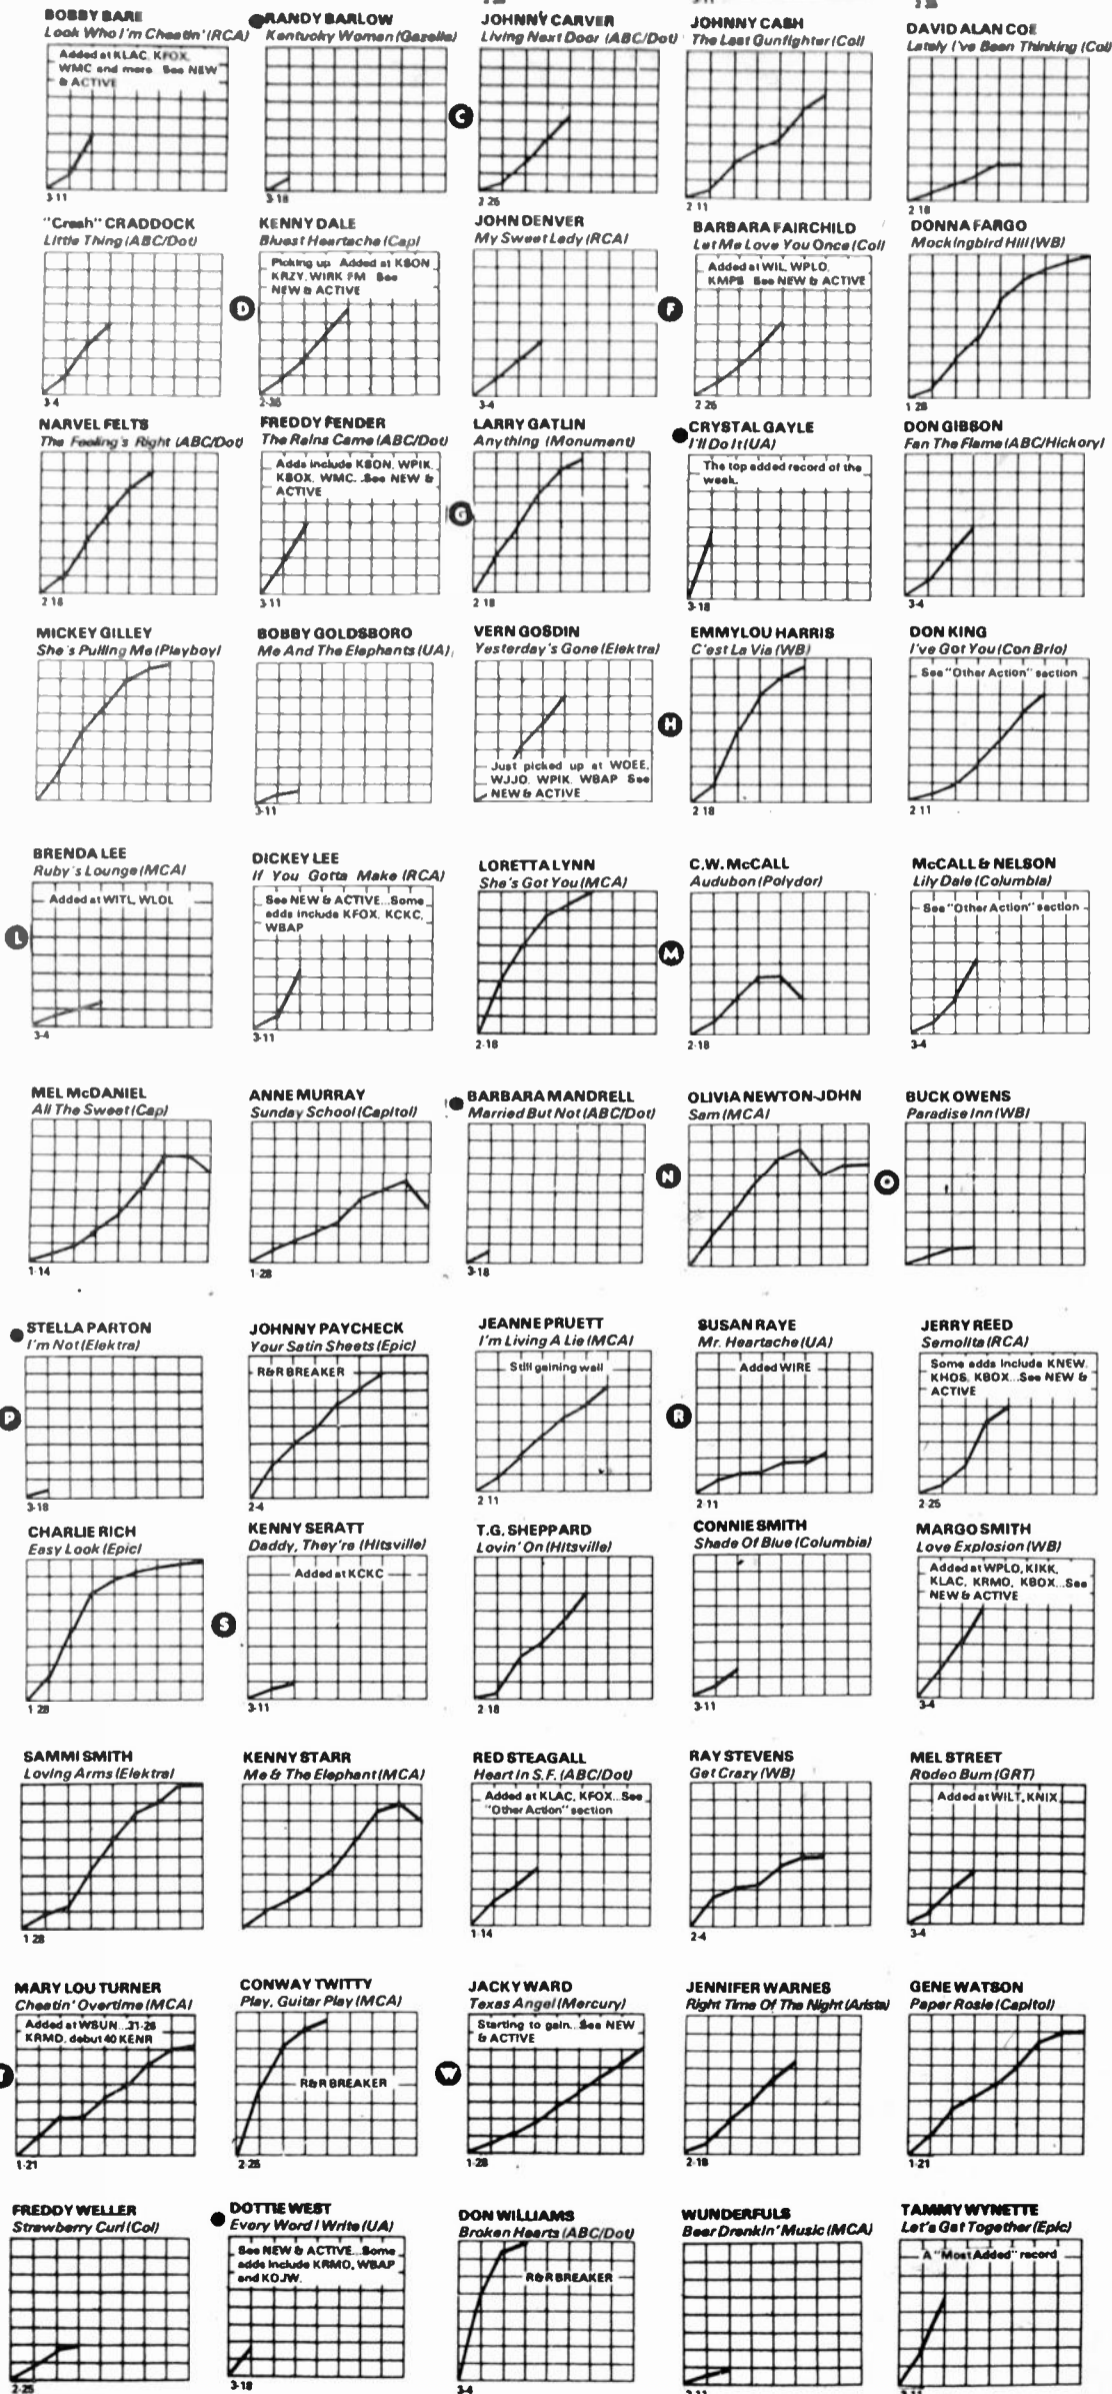 BOBBY BARE
Look Who I'm Cheatin' (RCA)
Added at KLAC, KFOX,
WMC and more See NEW
& ACTIVE
3-11
RANDY BARLOW
Kentucky Woman (Gazelle)
3-18
C
JOHNNY CARVER
Living Next Door (ABC/Dot)
2 25
JOHNNY CASH
The Last Gunfighter (Col)
2 11
DAVID ALAN COE
Lately I've Been Thinking (Col)
2 18
"Crash" CRADDOCK
Little Thing (ABC/Dot)
3-4
D
KENNY DALE
Bluest Heartache (Cap)
Picking up Added at KSON
KRZY, WIRK FM See
NEW & ACTIVE
JOHN DENVER
My Sweet Lady (RCA)
3-4
F
BARBARA FAIRCHILD
Let Me Love You Once (Col)
Added at WIL, WPLO,
KMPS See NEW & ACTIVE
2 25
DONNA FARGO
Mockingbird Hill (WB)
1 28
NARVEL FELTS
The Feeling's Right (ABC/Dot)
2 18
FREDDY FENDER
The Rains Came (ABC/Dot)
Adds include KSON, WPIK,
KBOX, WMC. .See NEW &
ACTIVE
3-11
G
LARRY GATLIN
Anything (Monument)
2 18
CRYSTAL GAYLE
I'll Do It (UA)
The top added record of the
week.
3-18
DON GIBSON
Fan The Flame (ABC/Hickory)
3-4
MICKEY GILLEY
She's Pulling Me (Playboy)
BOBBY GOLDSBORO
Me And The Elephants (UA)
3-11
VERN GOSDIN
Yesterday's Gone (Elektra)
Just picked up at WOEE,
WJJO, WPIK, WBAP See
NEW & ACTIVE
H
EMMYLOU HARRIS
C'est La Vie (WB)
2 18
DON KING
I've Got You (Con Brio)
See "Other Action" section
2 11
L
BRENDA LEE
Ruby's Lounge (MCA)
Added at WITL, WLOL
3-4
DICKEY LEE
If You Gotta Make (RCA)
See NEW & ACTIVE...Some
adds include KFOX, KCKC,
WBAP
3-11
LORETTA LYNN
She's Got You (MCA)
2-18
M
C.W. McCALL
Audubon (Polydor)
2-18
McCALL & NELSON
Lily Dale (Columbia)
See "Other Action" section
3-4
MEL McDANIEL
All The Sweet (Cap)
1-14
ANNE MURRAY
Sunday School (Capitol)
1-28
BARBARA MANDRELL
Married But Not (ABC/Dot)
3-18
N
OLIVIA NEWTON-JOHN
Sam (MCA)
O
BUCK OWENS
Paradise Inn (WB)
P
STELLA PARTON
I'm Not (Elektra)
3-18
JOHNNY PAYCHECK
Your Satin Sheets (Epic)
R&R BREAKER
2-4
JEANNE PRUETT
I'm Living A Lie (MCA)
Still gaining well
2 11
R
SUSAN RAYE
Mr. Heartache (UA)
Added WIRE
2 11
JERRY REED
Semolita (RCA)
Some adds include KNEW,
KHOS, KBOX...See NEW &
ACTIVE
2-25
CHARLIE RICH
Easy Look (Epic)
1 28
S
KENNY SERATT
Daddy, They're (Hitsville)
Added at KCKC
3-11
T.G. SHEPPARD
Lovin' On (Hitsville)
2-18
CONNIE SMITH
Shade Of Blue (Columbia)
3-11
MARGO SMITH
Love Explosion (WB)
Added at WPLO, KIKK,
KLAC, KRMD, KBOX...See
NEW & ACTIVE
3-4
SAMMI SMITH
Loving Arms (Elektra)
1 28
KENNY STARR
Me & The Elephant (MCA)
RED STEAGALL
Heart In S.F. (ABC/Dot)
Added at KLAC, KFOX...See
"Other Action" section
1-14
RAY STEVENS
Get Crazy (WB)
2-4
MEL STREET
Rodeo Bum (GRT)
Added at WILT, KNIX
3-4
MARY LOU TURNER
Cheatin' Overtime (MCA)
Added at WSUN...31-26
KRMD, debut 40 KENR
1-21
CONWAY TWITTY
Play, Guitar Play (MCA)
R&R BREAKER
2-25
W
JACKY WARD
Texas Angel (Mercury)
Starting to gain...See NEW
& ACTIVE
1-28
JENNIFER WARNES
Right Time Of The Night (Arista)
2-18
GENE WATSON
Paper Rosie (Capitol)
1-21
FREDDY WELLER
Strawberry Curl (Col)
2-25
DOTTIE WEST
Every Word I Write (UA)
See NEW & ACTIVE...Some
adds include KRMD, WBAP
and KOJW.
3-18
DON WILLIAMS
Broken Hearts (ABC/Dot)
R&R BREAKER
3-4
WUNDERFULS
Beer Drenkin' Music (MCA)
TAMMY WYNETTE
Let's Get Together (Epic)
A "Most Added" record